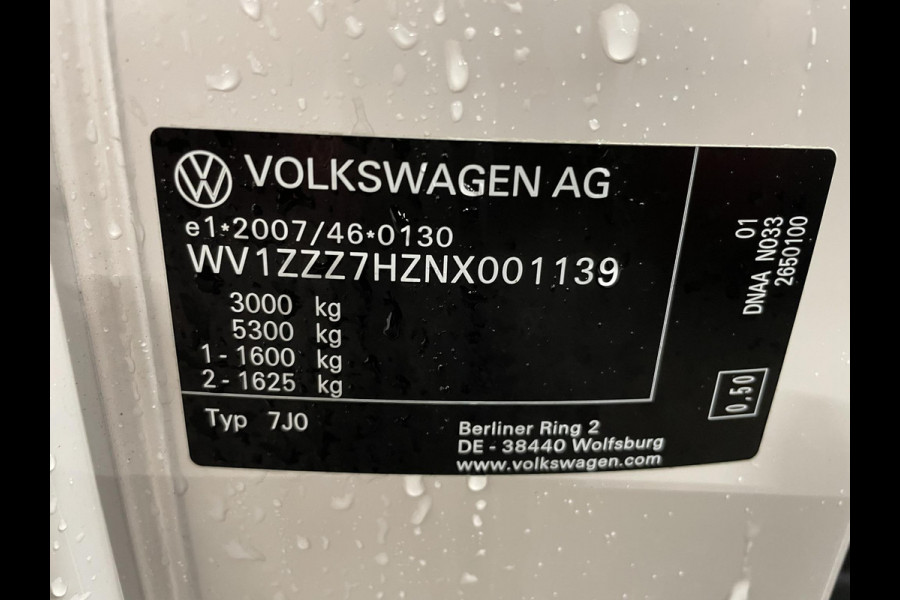 VOLKSWAGEN AG
e1*2007/46*0130
WV1ZZZ7HZNX001139
3000 kg
5300 kg
1 - 1600 kg
2 - 1625 kg
Typ 7J0
Berliner Ring 2
DE - 38440 Wolfsburg
www.volkswagen.com
01
DNAA N033
2650100
0,50